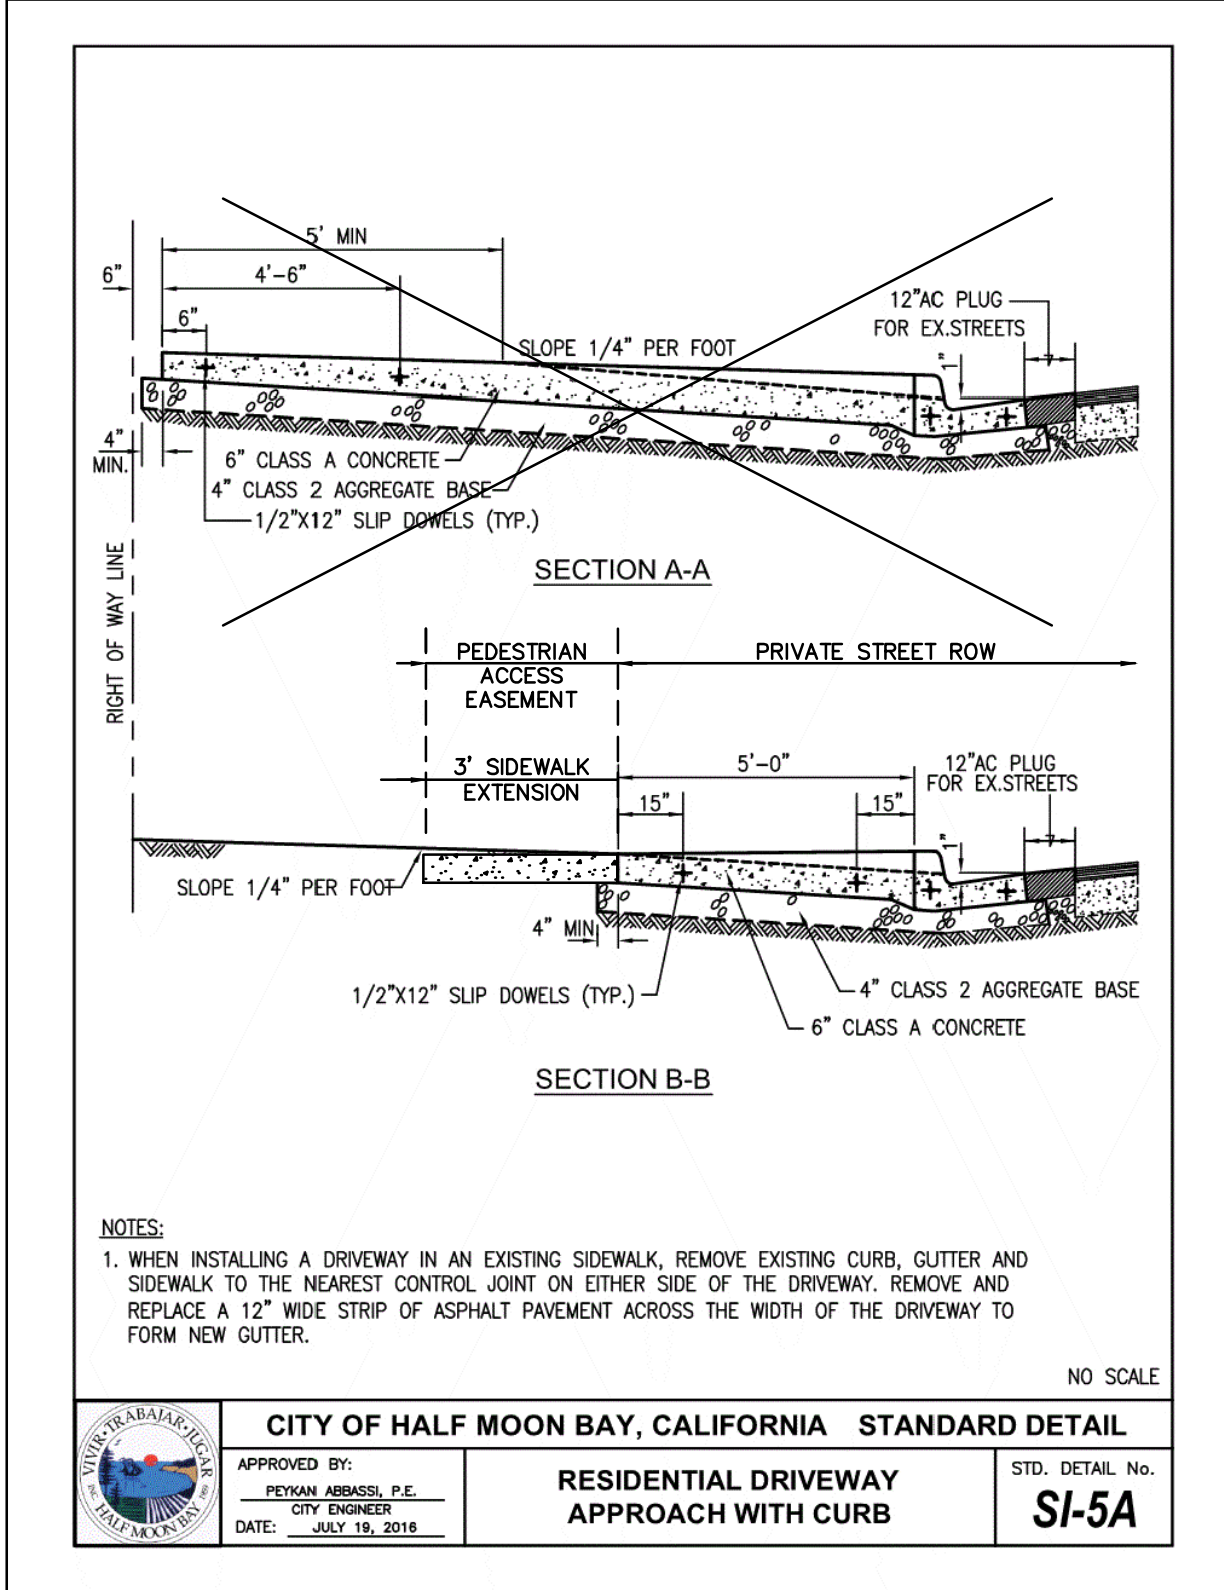 5' MIN
6"
4'-6"
6"
12"AC PLUG
FOR EX.STREETS
SLOPE 1/4" PER FOOT
1"
4"
MIN.
6" CLASS A CONCRETE
4" CLASS 2 AGGREGATE BASE
1/2"X12" SLIP DOWELS (TYP.)
SECTION A-A
RIGHT OF WAY LINE
PEDESTRIAN
ACCESS
EASEMENT
PRIVATE STREET ROW
3' SIDEWALK
EXTENSION
5'-0"
12"AC PLUG
FOR EX.STREETS
15"
15"
1"
SLOPE 1/4" PER FOOT
4" MIN
1/2"X12" SLIP DOWELS (TYP.)
4" CLASS 2 AGGREGATE BASE
6" CLASS A CONCRETE
SECTION B-B
NOTES:
1. WHEN INSTALLING A DRIVEWAY IN AN EXISTING SIDEWALK, REMOVE EXISTING CURB, GUTTER AND
SIDEWALK TO THE NEAREST CONTROL JOINT ON EITHER SIDE OF THE DRIVEWAY. REMOVE AND
REPLACE A 12" WIDE STRIP OF ASPHALT PAVEMENT ACROSS THE WIDTH OF THE DRIVEWAY TO
FORM NEW GUTTER.
NO SCALE
VIVIR·TRABAJAR·JUGAR
INC. HALF MOON BAY 1959
CITY OF HALF MOON BAY, CALIFORNIA STANDARD DETAIL
APPROVED BY:
PEYKAN ABBASSI, P.E.
CITY ENGINEER
DATE: JULY 19, 2016
RESIDENTIAL DRIVEWAY
APPROACH WITH CURB
STD. DETAIL No.
SI-5A